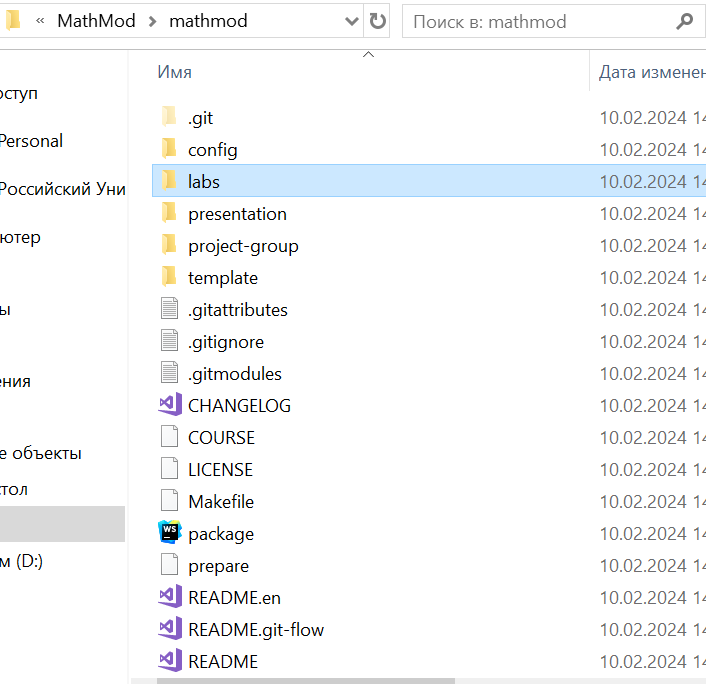 « MathMod > mathmod
Поиск в: mathmod
Имя
Дата изменен
оступ
Personal
Российский Уни
ютер
ы
ения
е объекты
стол
м (D:)
.git 10.02.2024 14
config 10.02.2024 14
labs 10.02.2024 14
presentation 10.02.2024 14
project-group 10.02.2024 14
template 10.02.2024 14
.gitattributes 10.02.2024 14
.gitignore 10.02.2024 14
.gitmodules 10.02.2024 14
CHANGELOG 10.02.2024 14
COURSE 10.02.2024 14
LICENSE 10.02.2024 14
Makefile 10.02.2024 14
WS package 10.02.2024 14
prepare 10.02.2024 14
README.en 10.02.2024 14
README.git-flow 10.02.2024 14
README 10.02.2024 14